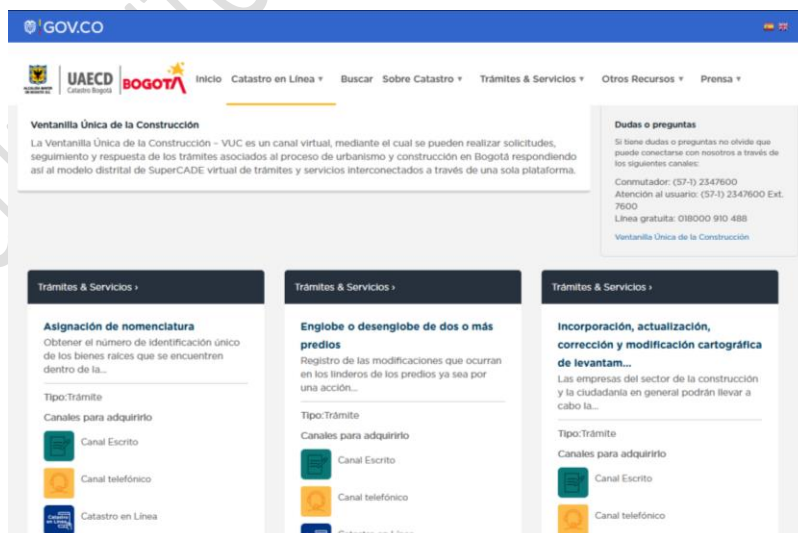 GOV.CO
ALCALDÍA MAYOR
DE BOGOTÁ D.C.
UAECD
Catastro Bogotá
BOGOTÁ
Inicio Catastro en Línea Buscar Sobre Catastro Trámites & Servicios Otros Recursos Prensa
Ventanilla Única de la Construcción
La Ventanilla Única de la Construcción - VUC es un canal virtual, mediante el cual se pueden realizar solicitudes,
seguimiento y respuesta de los trámites asociados al proceso de urbanismo y construcción en Bogotá respondiendo
así al modelo distrital de SuperCADE virtual de trámites y servicios interconectados a través de una sola plataforma.
Dudas o preguntas
Si tiene dudas o preguntas no olvide que
puede conectarse con nosotros a través de
los siguientes canales:
Conmutador: (57-1) 2347600
Atención al usuario: (57-1) 2347600 Ext.
7600
Línea gratuita: 018000 910 488
Ventanilla Única de la Construcción
Trámites & Servicios ›
Asignación de nomenclatura
Obtener el número de identificación único
de los bienes raíces que se encuentren
dentro de la...
Tipo:Trámite
Canales para adquirirlo
Canal Escrito
Canal telefónico
Catastro en Línea
Catastro en Línea
Trámites & Servicios ›
Englobe o desenglobe de dos o más
predios
Registro de las modificaciones que ocurran
en los linderos de los predios ya sea por
una acción...
Tipo:Trámite
Canales para adquirirlo
Canal Escrito
Canal telefónico
Catastro en Línea
Trámites & Servicios ›
Incorporación, actualización,
corrección y modificación cartográfica
de levantam...
Las empresas del sector de la construcción
y la ciudadanía en general podrán llevar a
cabo la...
Tipo:Trámite
Canales para adquirirlo
Canal Escrito
Canal telefónico